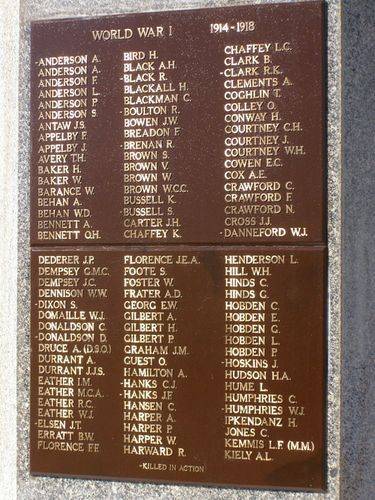 WORLD WAR I 1914-1918
-ANDERSON A.
ANDERSON A.
ANDERSON F.
ANDERSON L.
ANDERSON P.
ANDERSON S.
ANTAW J.S.
APPELBY F.
APPELBY J.
AVERY T.H.
BAKER H.
BAKER W.
BARANCE W.
BEHAN A.
BEHAN W.D.
BENNETT A.
BENNETT O.H.
BIRD H.
BLACK A.H.
-BLACK R.
BLACKALL H.
BLACKMAN C.
-BOULTON R.
BOWEN J.W.
BREADON F.
-BRENAN R.
BROWN S.
BROWN V.
BROWN W.
BROWN W.C.C.
BUSSELL K.
-BUSSELL S.
CARTER J.H.
CHAFFEY K.
CHAFFEY L.C.
CLARK B.
-CLARK R.K.
CLEMENTS A.
COGHLIN T.
COLLEY O.
CONWAY H.
COURTNEY C.H.
COURTNEY J.
COURTNEY W.H.
COWEN E.C.
COX A.E.
CRAWFORD C.
CRAWFORD F.
CRAWFORD N.
CROSS J.J.
-DANNEFORD W.J.
DEDERER J.P.
DEMPSEY G.M.C.
DEMPSEY J.C.
DENNISON W.W.
-DIXON S.
DOMAILLE W.J.
DONALDSON C.
-DONALDSON D.
DRUCE A. (D.S.O.)
DURRANT A.
DURRANT J.J.S.
EATHER I.M.
EATHER M.C.A.
EATHER R.C.
EATHER W.J.
-ELSEN J.T.
ERRATT B.W.
FLORENCE F.F.
FLORENCE J.E.A.
FOOTE S.
FOSTER W.
FRATER A.D.
GEORG E.W.
GILBERT A.
GILBERT H.
GILBERT P.
GRAHAM J.M.
GUEST O.
HAMILTON A.
-HANKS C.J.
-HANKS J.F.
HANSEN C.
HARPER A.
HARPER P.
HARPER W.
HARWARD R.
HENDERSON L.
HILL W.H.
HINDS C.
HINDS G.
HOBDEN C.
HOBDEN E.
HOBDEN G.
HOBDEN L.
HOBDEN P.
-HOSKINS J.
HUDSON H.A.
HUME L.
HUMPHRIES C.
-HUMPHRIES W.J.
IPKENDANZ H.
JONES C.
KEMMIS L.F. (M.M.)
KIELY A.L.
-KILLED IN ACTION